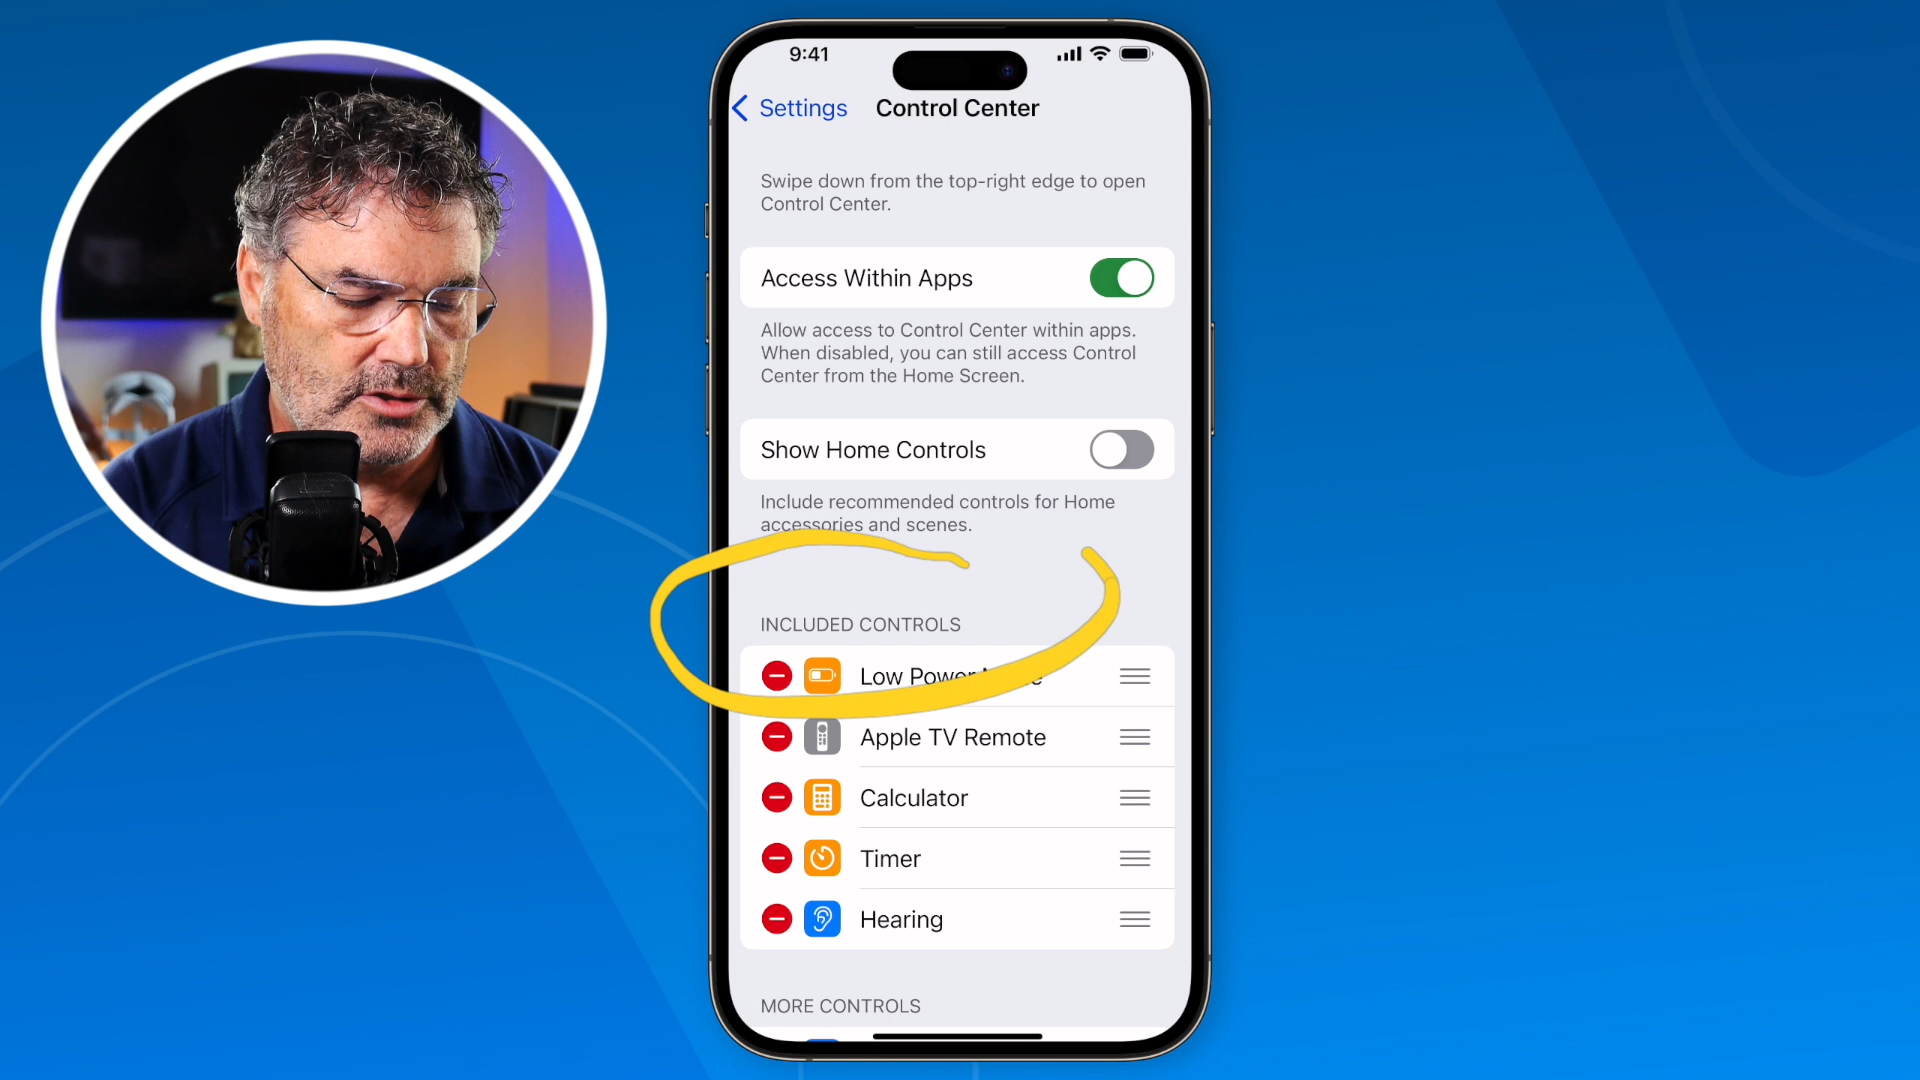 9:41
Settings
Control Center
Swipe down from the top-right edge to open
Control Center.
Access Within Apps
Allow access to Control Center within apps.
When disabled, you can still access Control
Center from the Home Screen.
Show Home Controls
Include recommended controls for Home
accessories and scenes.
INCLUDED CONTROLS
Low Power
Apple TV Remote
Calculator
Timer
Hearing
MORE CONTROLS